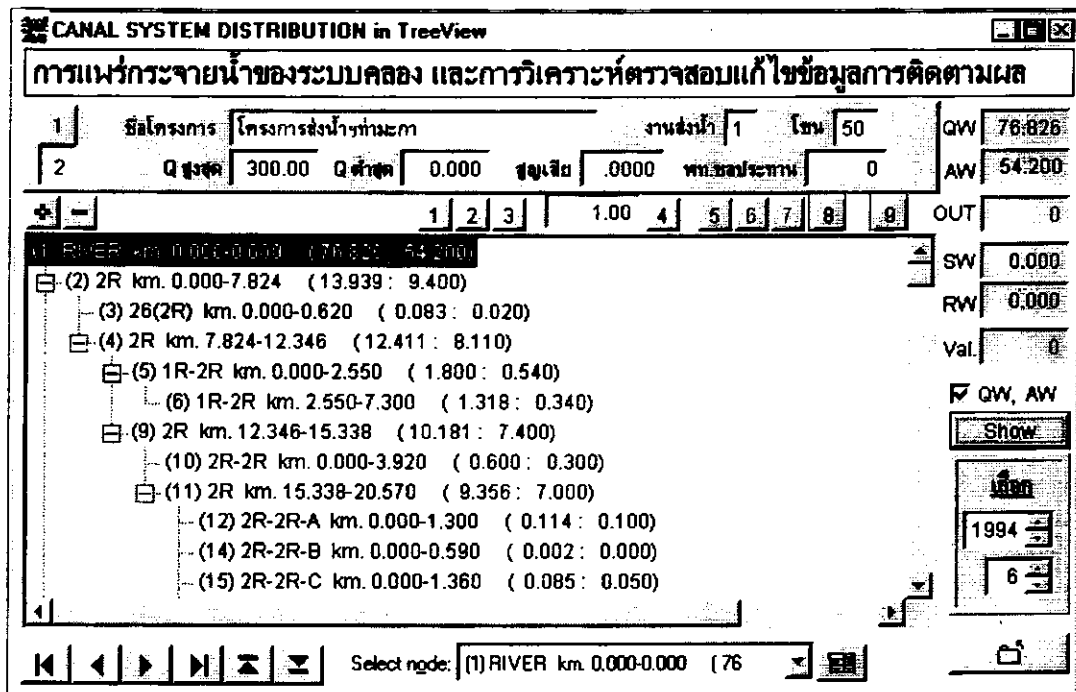 CANAL SYSTEM DISTRIBUTION in TreeView
การแพร่กระจายน้ำของระบบคลอง และการวิเคราะห์ตรวจสอบแก้ไขข้อมูลการติดตามผล
1 ชื่อโครงการ โครงการส่งน้ำฯท่ามะกา งานส่งน้ำ 1 โซน 50 QW 76.826
2 Q สูงสุด 300.00 Q ต่ำสุด 0.000 สูญเสีย .0000 พท.ชลประทาน 0 AW 54.200
+ - 1 2 3 1.00 4 5 6 7 8 9 OUT 0
(1) RIVER km. 0.000-0.000 (76.826 : 54.200)
SW 0.000
(2) 2R km. 0.000-7.824 (13.939 : 9.400)
(3) 26(2R) km. 0.000-0.620 ( 0.083 : 0.020)
RW 0.000
(4) 2R km. 7.824-12.346 (12.411 : 8.110)
Val. 0
(5) 1R-2R km. 0.000-2.550 ( 1.800 : 0.540)
(6) 1R-2R km. 2.550-7.300 ( 1.318 : 0.340)
QW, AW
(9) 2R km. 12.346-15.338 (10.181 : 7.400)
Show
(10) 2R-2R km. 0.000-3.920 ( 0.600 : 0.300)
(11) 2R km. 15.338-20.570 ( 9.356 : 7.000)
เลือก
(12) 2R-2R-A km. 0.000-1.300 ( 0.114 : 0.100)
1994
(14) 2R-2R-B km. 0.000-0.590 ( 0.002 : 0.000)
(15) 2R-2R-C km. 0.000-1.360 ( 0.085 : 0.050)
6
Select node: (1) RIVER km. 0.000-0.000 (76